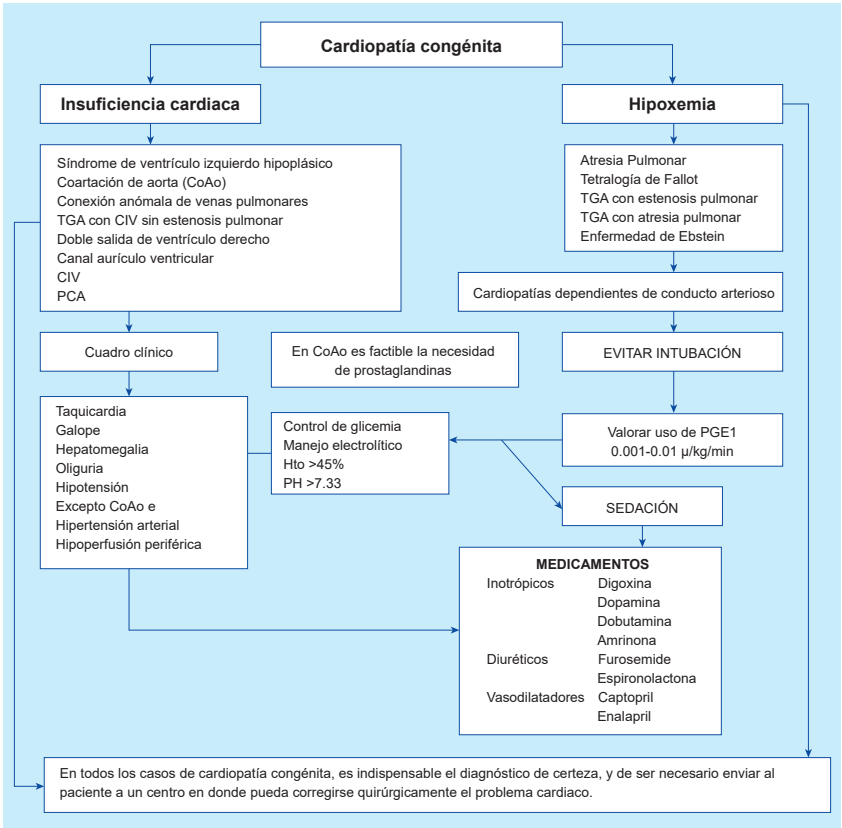 Cardiopatía congénita
Insuficiencia cardiaca
Hipoxemia
Síndrome de ventrículo izquierdo hipoplásico
Coartación de aorta (CoAo)
Conexión anómala de venas pulmonares
TGA con CIV sin estenosis pulmonar
Doble salida de ventrículo derecho
Canal aurículo ventricular
CIV
PCA
Atresia Pulmonar
Tetralogía de Fallot
TGA con estenosis pulmonar
TGA con atresia pulmonar
Enfermedad de Ebstein
Cardiopatías dependientes de conducto arterioso
Cuadro clínico
En CoAo es factible la necesidad
de prostaglandinas
EVITAR INTUBACIÓN
Taquicardia
Galope
Hepatomegalia
Oliguria
Hipotensión
Excepto CoAo e
Hipertensión arterial
Hipoperfusión periférica
Control de glicemia
Manejo electrolítico
Hto >45%
PH >7.33
Valorar uso de PGE1
0.001-0.01 µ/kg/min
SEDACIÓN
MEDICAMENTOS
Inotrópicos Digoxina
Dopamina
Dobutamina
Amrinona
Diuréticos Furosemide
Espironolactona
Vasodilatadores Captopril
Enalapril
En todos los casos de cardiopatía congénita, es indispensable el diagnóstico de certeza, y de ser necesario enviar al
paciente a un centro en donde pueda corregirse quirúrgicamente el problema cardiaco.